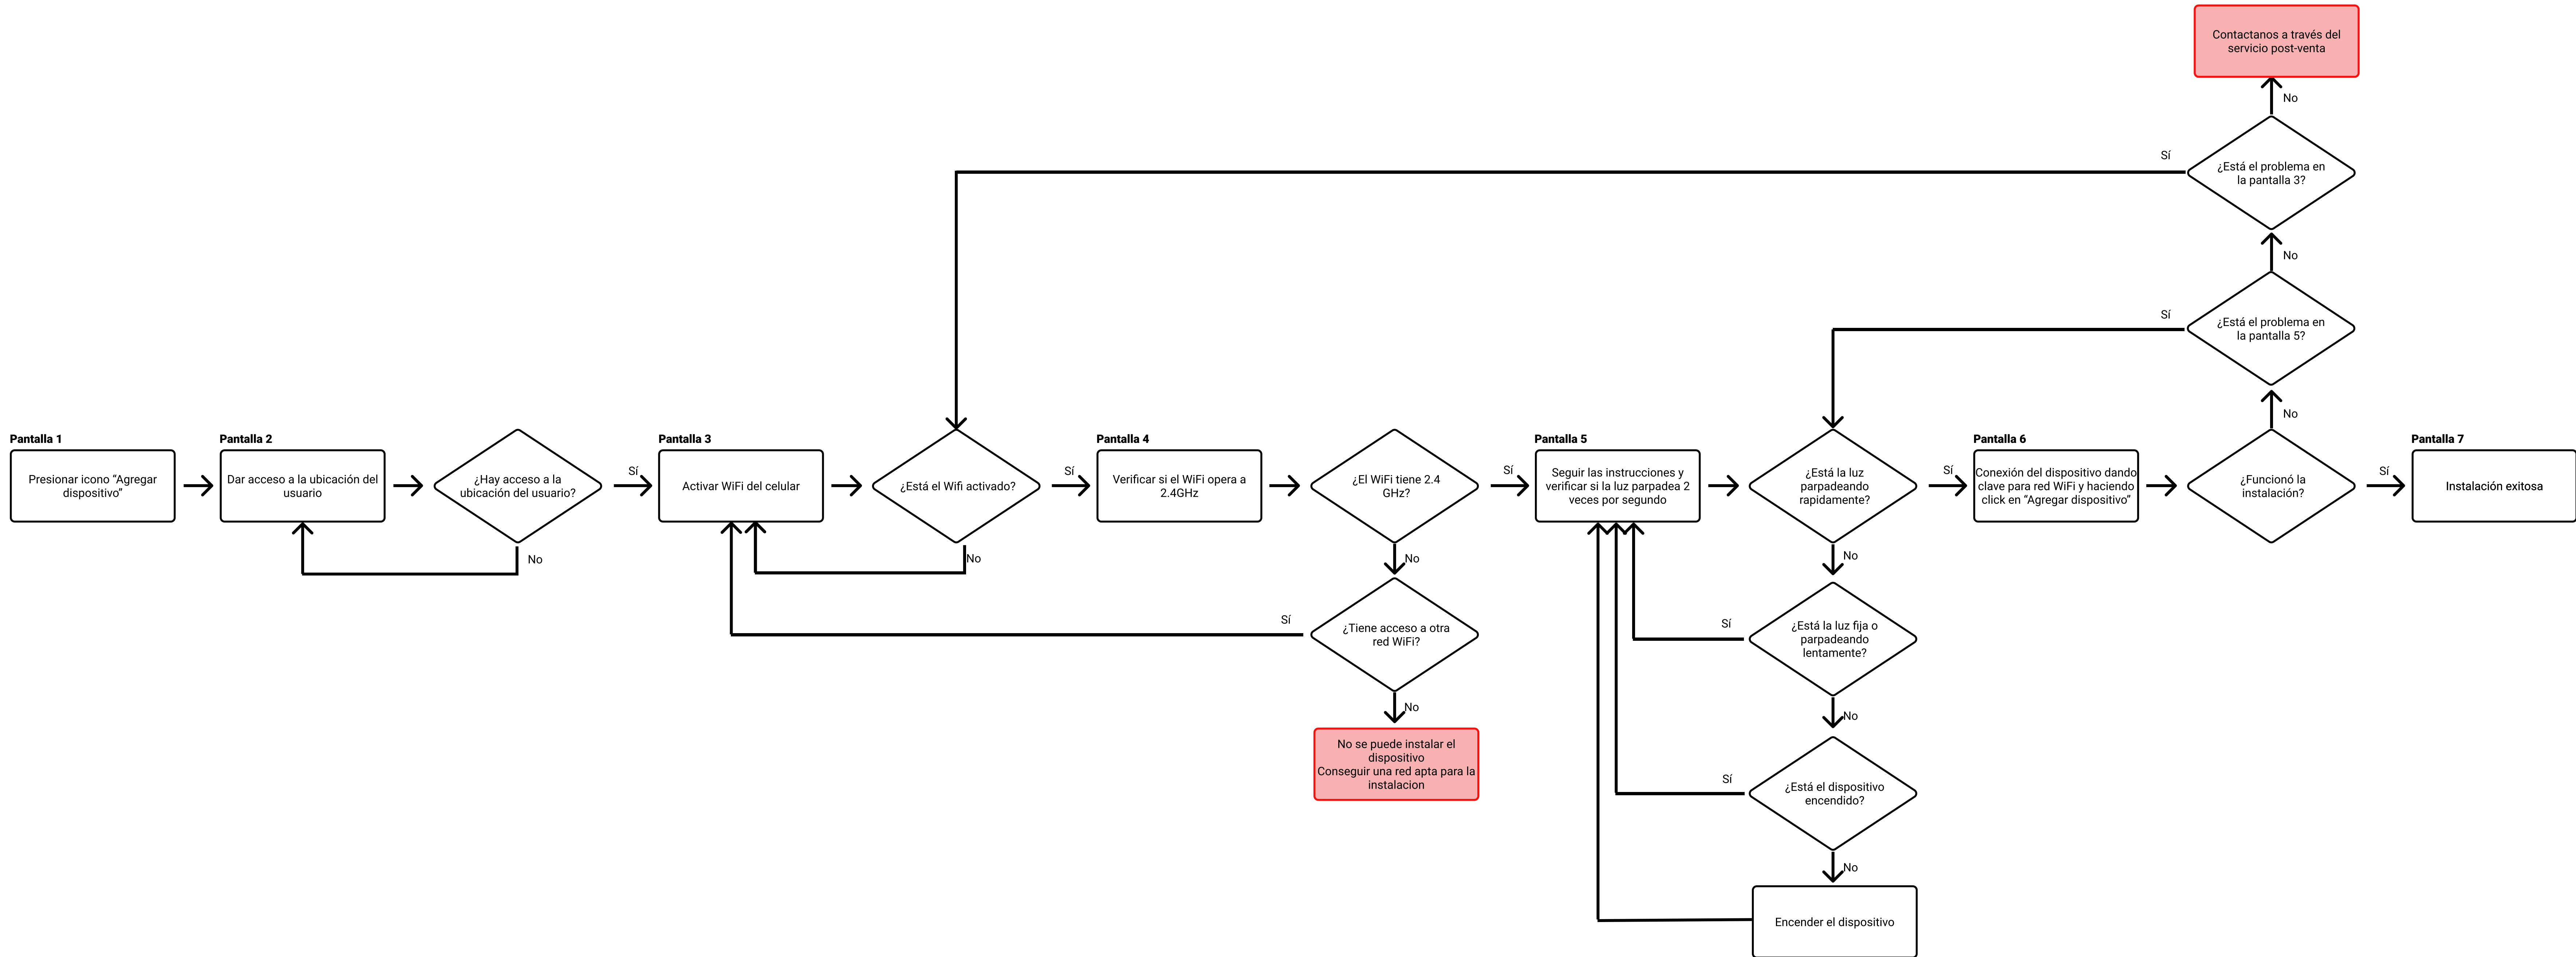 Contactanos a través del
servicio post-venta
No
Sí
¿Está el problema en
la pantalla 3?
No
Sí
¿Está el problema en
la pantalla 5?
No
Pantalla 1
Presionar icono “Agregar
dispositivo”
Pantalla 2
Dar acceso a la ubicación del
usuario
¿Hay acceso a la
ubicación del usuario?
No
Sí
Pantalla 3
Activar WiFi del celular
¿Está el Wifi activado?
No
Sí
Pantalla 4
Verificar si el WiFi opera a
2.4GHz
¿El WiFi tiene 2.4
GHz?
No
Sí
¿Tiene acceso a otra
red WiFi?
Sí
No
No se puede instalar el
dispositivo
Conseguir una red apta para la
instalacion
Pantalla 5
Seguir las instrucciones y
verificar si la luz parpadea 2
veces por segundo
¿Está la luz
parpadeando
rapidamente?
Sí
No
¿Está la luz fija o
parpadeando
lentamente?
Sí
No
¿Está el dispositivo
encendido?
Sí
No
Encender el dispositivo
Pantalla 6
Conexión del dispositivo dando
clave para red WiFi y haciendo
click en “Agregar dispositivo”
¿Funcionó la
instalación?
Sí
Pantalla 7
Instalación exitosa